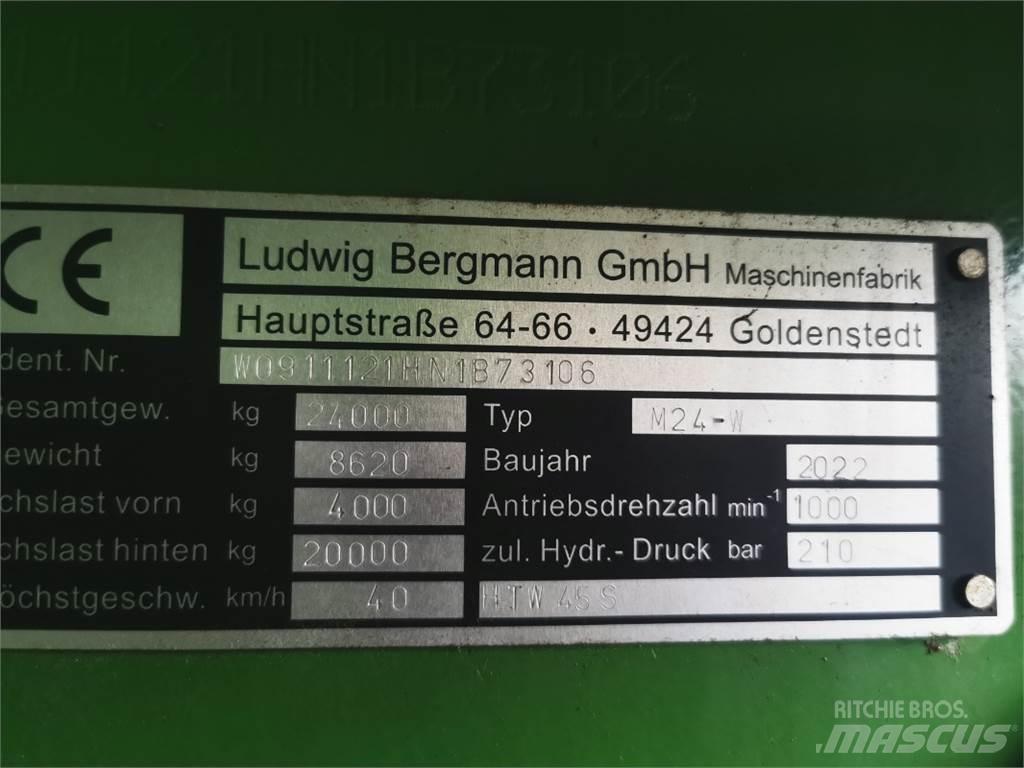 11121HN1B73106
CE
Ludwig Bergmann GmbH Maschinenfabrik
Hauptstraße 64-66 · 49424 Goldenstedt
dent. Nr. W0911121HN1B73106
Gesamtgew. kg 24000 Typ M24-W
ewicht kg 8620 Baujahr 2022
chslast vorn kg 4000 Antriebsdrehzahl min⁻¹ 1000
chslast hinten kg 20000 zul. Hydr.- Druck bar 210
öchstgeschw. km/h 40 HTW 45 S
RITCHIE BROS.
MASCUS